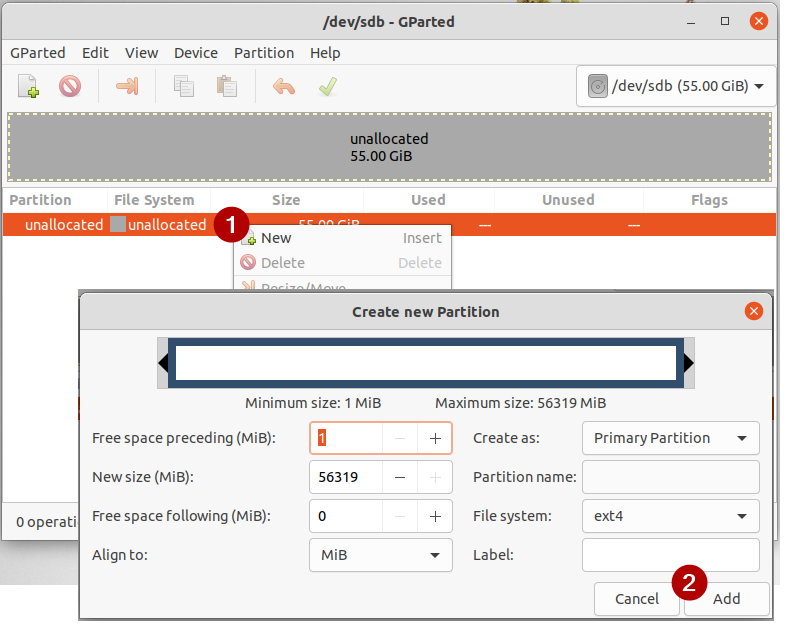 /dev/sdb - GParted
GParted Edit View Device Partition Help
/dev/sdb (55.00 GiB)
unallocated
55.00 GiB
Partition File System Size Used Unused Flags
unallocated unallocated 55.00 GiB --- ---
1
New Insert
Delete Delete
Resize/Move
Create new Partition
Minimum size: 1 MiB Maximum size: 56319 MiB
Free space preceding (MiB): 1 Create as: Primary Partition
New size (MiB): 56319 Partition name:
Free space following (MiB): 0 File system: ext4
Align to: MiB Label:
2
Cancel Add
0 operati